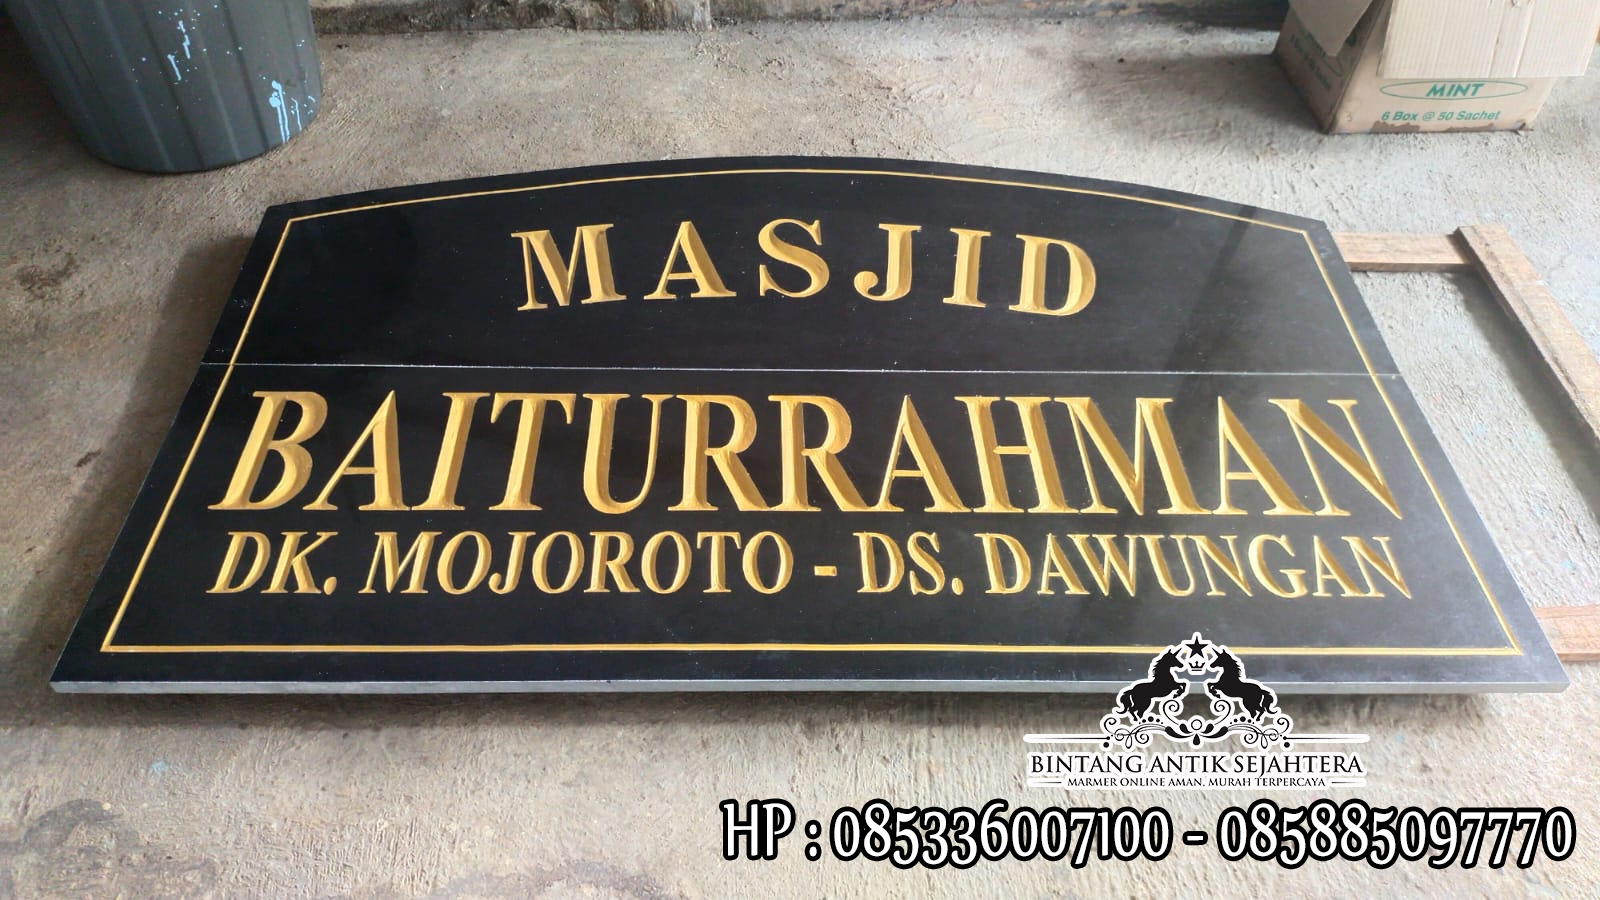 MINT
6 Box @ 50 Sachet
MASJID
BAITURRAHMAN
DK. MOJOROTO - DS. DAWUNGAN
BINTANG ANTIK SEJAHTERA
MARMER ONLINE AMAN, MURAH TERPERCAYA
HP : 085336007100 - 085885097770